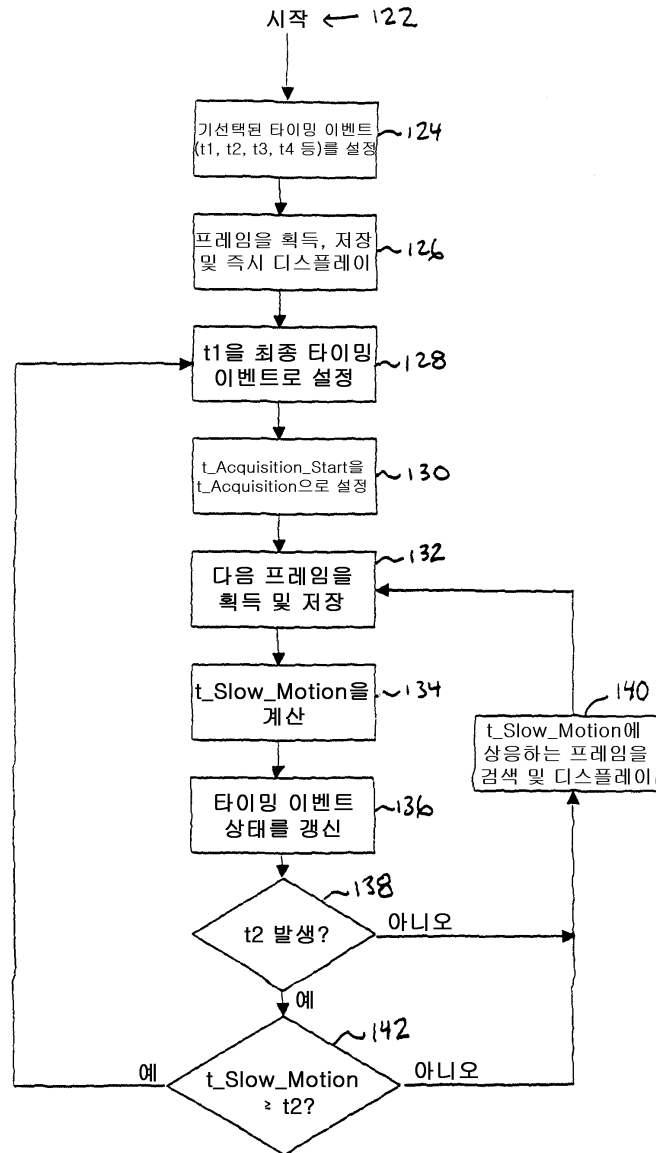 시작 ← 122
기선택된 타이밍 이벤트
(t1, t2, t3, t4 등)를 설정
124
프레임을 획득, 저장
및 즉시 디스플레이
126
t1을 최종 타이밍
이벤트로 설정
128
t_Acquisition_Start을
t_Acquisition으로 설정
130
132
다음 프레임을
획득 및 저장
t_Slow_Motion을
계산
134
140
t_Slow_Motion에
상응하는 프레임을
검색 및 디스플레이
타이밍 이벤트
상태를 갱신
136
138
t2 발생?
아니오
예
142
예
t_Slow_Motion
≥ t2?
아니오